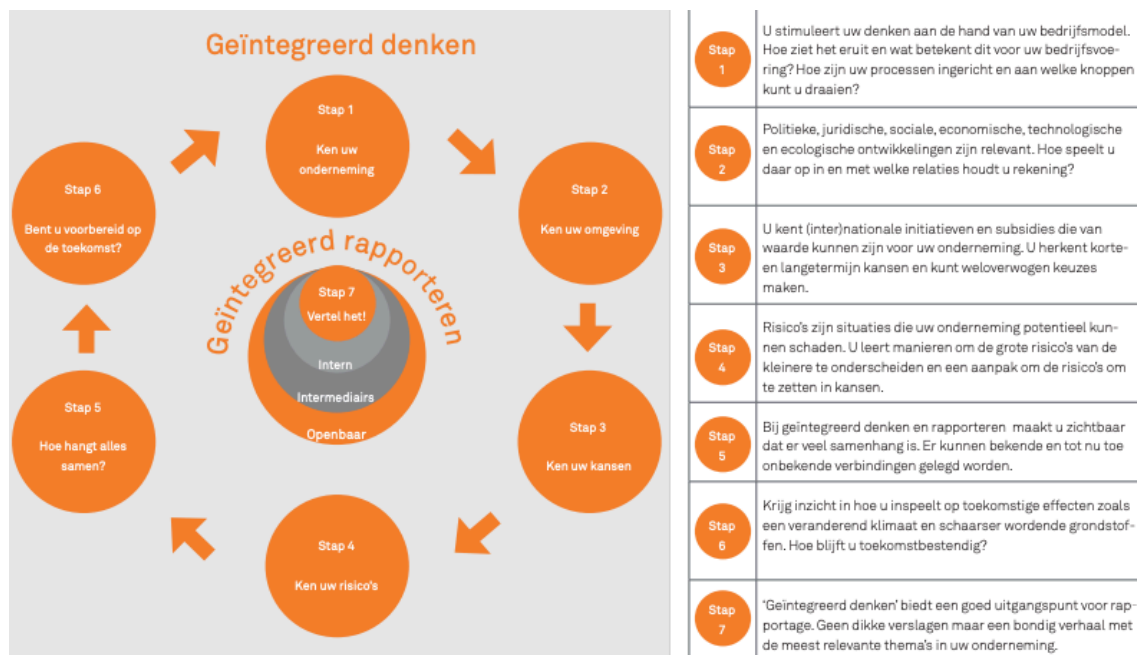 Geïntegreerd denken
Stap 1
Ken uw
onderneming
Stap 2
Ken uw omgeving
Stap 3
Ken uw kansen
Stap 4
Ken uw risico's
Stap 5
Hoe hangt alles
samen?
Stap 6
Bent u voorbereid op
de toekomst?
Geïntegreerd rapporteren
Stap 7
Vertel het!
Intern
Intermediairs
Openbaar
Stap
1
U stimuleert uw denken aan de hand van uw bedrijfsmodel.
Hoe ziet het eruit en wat betekent dit voor uw bedrijfsvoe-
ring? Hoe zijn uw processen ingericht en aan welke knoppen
kunt u draaien?
Stap
2
Politieke, juridische, sociale, economische, technologische
en ecologische ontwikkelingen zijn relevant. Hoe speelt u
daar op in en met welke relaties houdt u rekening?
Stap
3
U kent (inter)nationale initiatieven en subsidies die van
waarde kunnen zijn voor uw onderneming. U herkent korte-
en langetermijn kansen en kunt weloverwogen keuzes
maken.
Stap
4
Risico's zijn situaties die uw onderneming potentieel kun-
nen schaden. U leert manieren om de grote risico's van de
kleinere te onderscheiden en een aanpak om de risico's om
te zetten in kansen.
Stap
5
Bij geïntegreerd denken en rapporteren maakt u zichtbaar
dat er veel samenhang is. Er kunnen bekende en tot nu toe
onbekende verbindingen gelegd worden.
Stap
6
Krijg inzicht in hoe u inspeelt op toekomstige effecten zoals
een veranderend klimaat en schaarser wordende grondstof-
fen. Hoe blijft u toekomstbestendig?
Stap
7
'Geïntegreerd denken' biedt een goed uitgangspunt voor rap-
portage. Geen dikke verslagen maar een bondig verhaal met
de meest relevante thema's in uw onderneming.